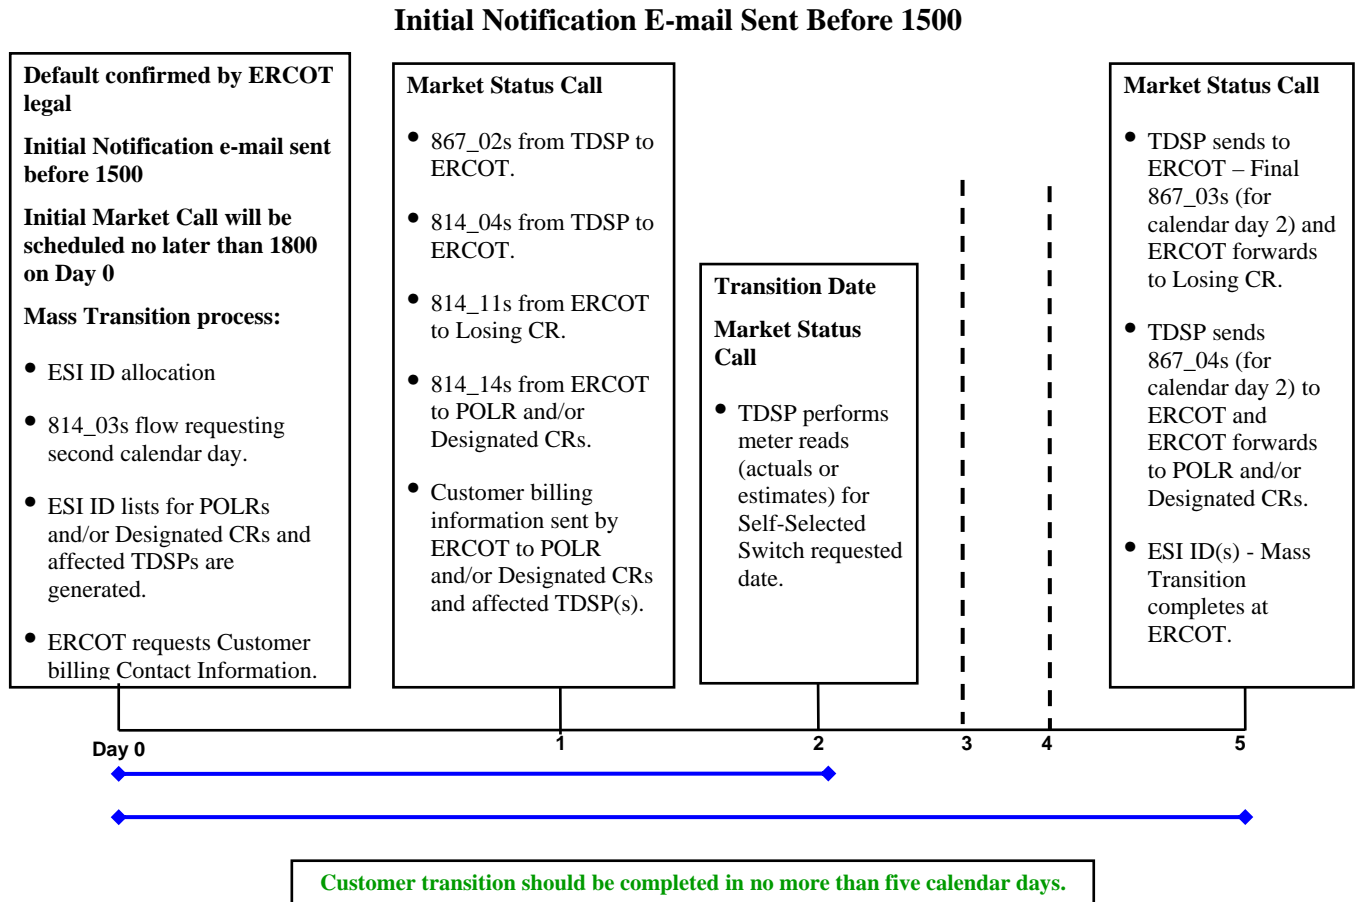 Initial Notification E-mail Sent Before 1500
Default confirmed by ERCOT
legal
Initial Notification e-mail sent
before 1500
Initial Market Call will be
scheduled no later than 1800
on Day 0
Mass Transition process:
• ESI ID allocation
• 814_03s flow requesting
second calendar day.
• ESI ID lists for POLRs
and/or Designated CRs and
affected TDSPs are
generated.
• ERCOT requests Customer
billing Contact Information.
Market Status Call
• 867_02s from TDSP to
ERCOT.
• 814_04s from TDSP to
ERCOT.
• 814_11s from ERCOT
to Losing CR.
• 814_14s from ERCOT
to POLR and/or
Designated CRs.
• Customer billing
information sent by
ERCOT to POLR
and/or Designated CRs
and affected TDSP(s).
Transition Date
Market Status
Call
• TDSP performs
meter reads
(actuals or
estimates) for
Self-Selected
Switch requested
date.
Market Status Call
• TDSP sends to
ERCOT – Final
867_03s (for
calendar day 2) and
ERCOT forwards
to Losing CR.
• TDSP sends
867_04s (for
calendar day 2) to
ERCOT and
ERCOT forwards
to POLR and/or
Designated CRs.
• ESI ID(s) - Mass
Transition
completes at
ERCOT.
Day 0
1
2
3
4
5
Customer transition should be completed in no more than five calendar days.